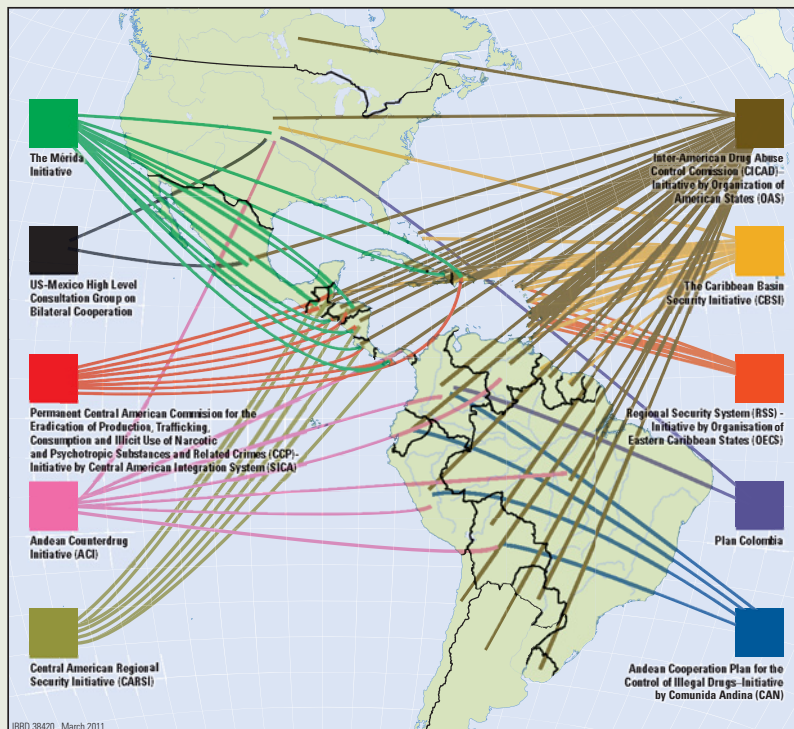 The Mérida
Initiative
US-Mexico High Level
Consultation Group on
Bilateral Cooperation
Permanent Central American Commission for the
Eradication of Production, Trafficking,
Consumption and Illicit Use of Narcotic
and Psychotropic Substances and Related Crimes (CCP)-
Initiative by Central American Integration System (SICA)
Andean Counterdrug
Initiative (ACI)
Central American Regional
Security Initiative (CARSI)
Inter-American Drug Abuse
Control Comission (CICAD)-
Initiative by Organization of
American States (OAS)
The Caribbean Basin
Security Initiative (CBSI)
Regional Security System (RSS) -
Initiative by Organisation of
Eastern Caribbean States (OECS)
Plan Colombia
Andean Cooperation Plan for the
Control of Illegal Drugs-Initiative
by Comunida Andina (CAN)
IBRD 38420 March 2011